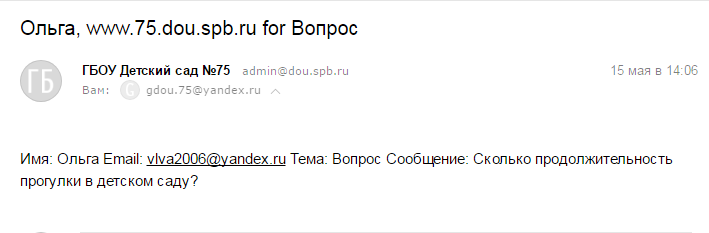 Ольга, www.75.dou.spb.ru for Вопрос
ГБ
ГБОУ Детский сад №75 admin@dou.spb.ru
15 мая в 14:06
Вам: G gdou.75@yandex.ru
Имя: Ольга Email: vlva2006@yandex.ru Тема: Вопрос Сообщение: Сколько продолжительность
прогулки в детском саду?